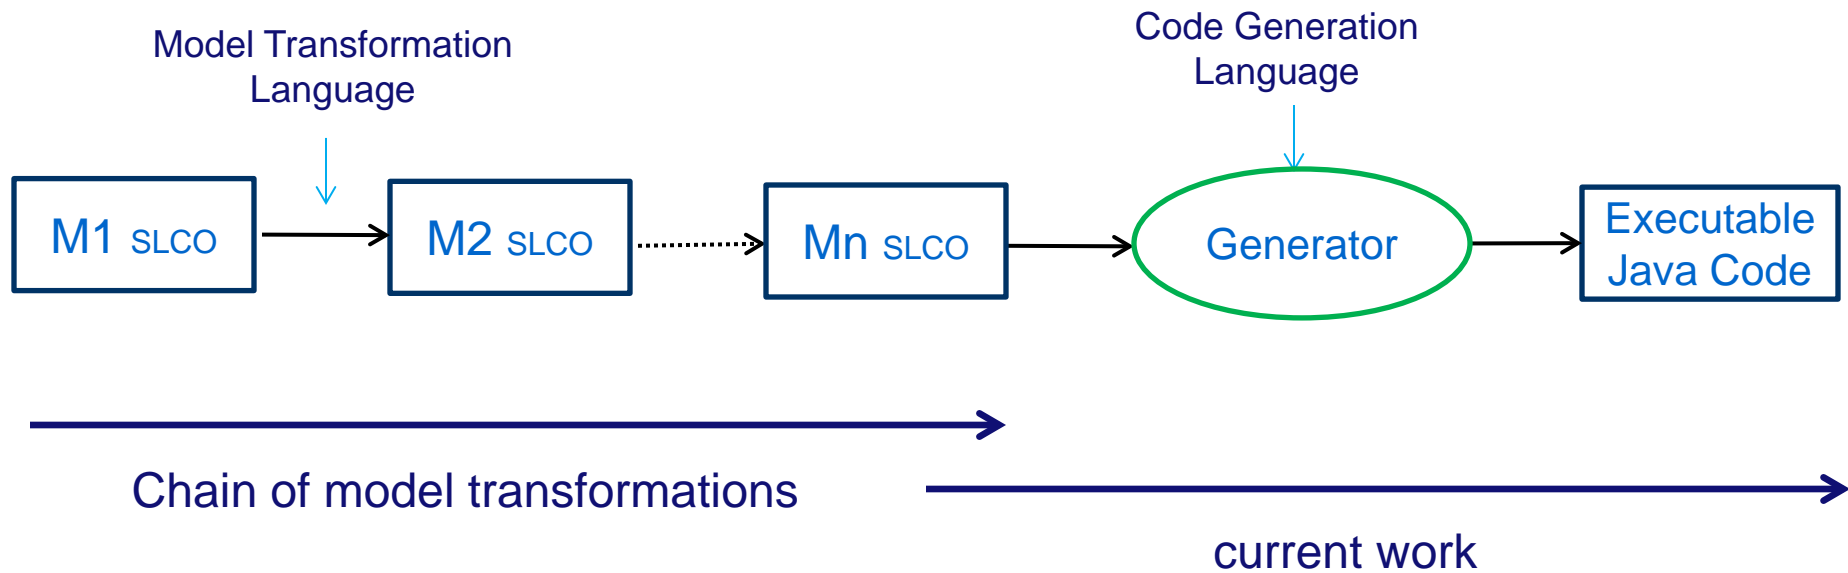 Model Transformation
Language
Code Generation
Language
M1 SLCO
M2 SLCO
Mn SLCO
Generator
Executable
Java Code
Chain of model transformations
current work